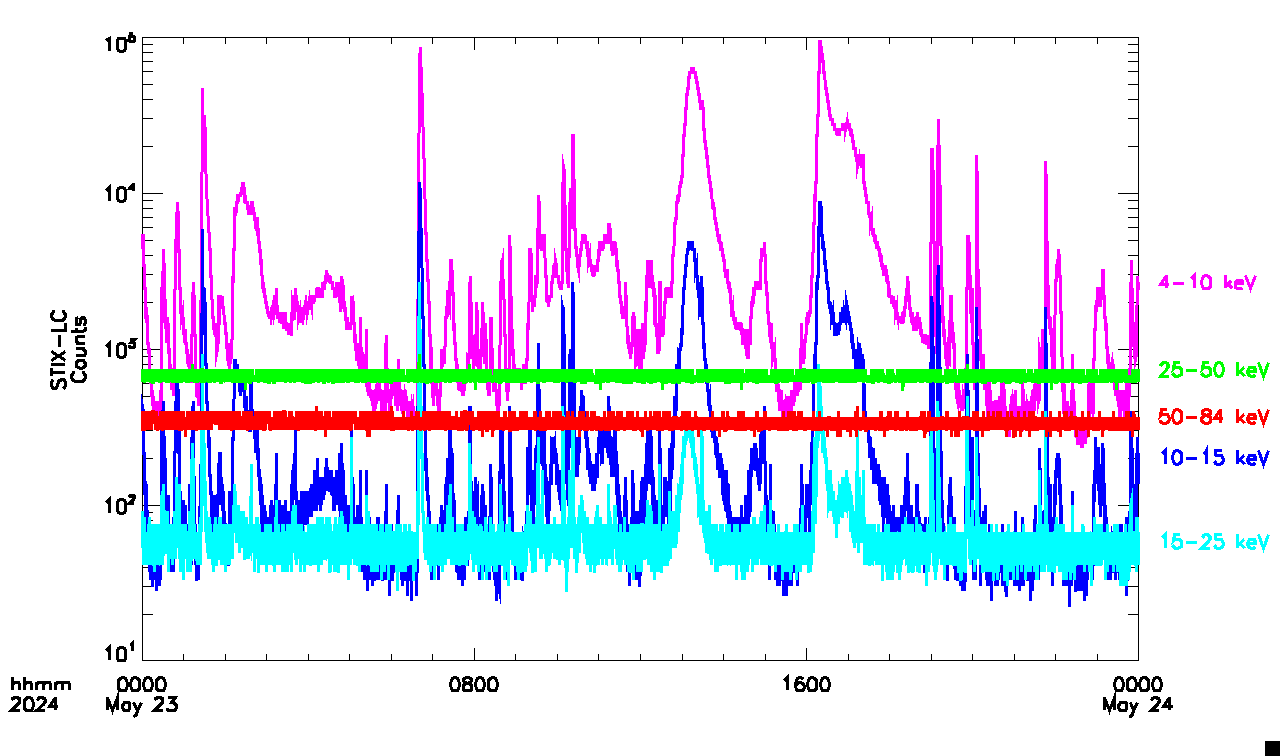 10⁵
10⁴
10³
10²
10¹
STIX-LC
Counts
4-10 keV
25-50 keV
50-84 keV
10-15 keV
15-25 keV
hhmm 0000 0800 1600 0000
2024 May 23 May 24